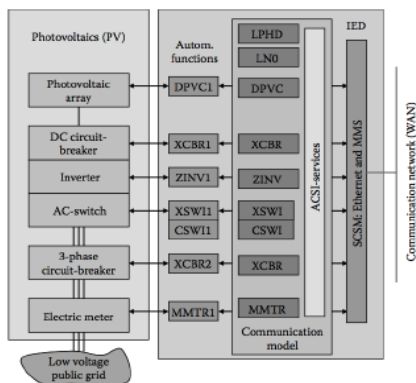 Photovoltaics (PV)
Photovoltaic
array
DC circuit-
breaker
Inverter
AC-switch
3-phase
circuit-breaker
Electric meter
Low voltage
public grid
Autom.
functions
DPVC1
XCBR1
ZINV1
XSWI1
CSWI1
XCBR2
MMTR1
LPHD
LN0
DPVC
XCBR
ZINV
XSWI
CSWI
XCBR
MMTR
Communication
model
ACSI-services
IED
SCSM: Ethernet and MMS
Communication network (WAN)